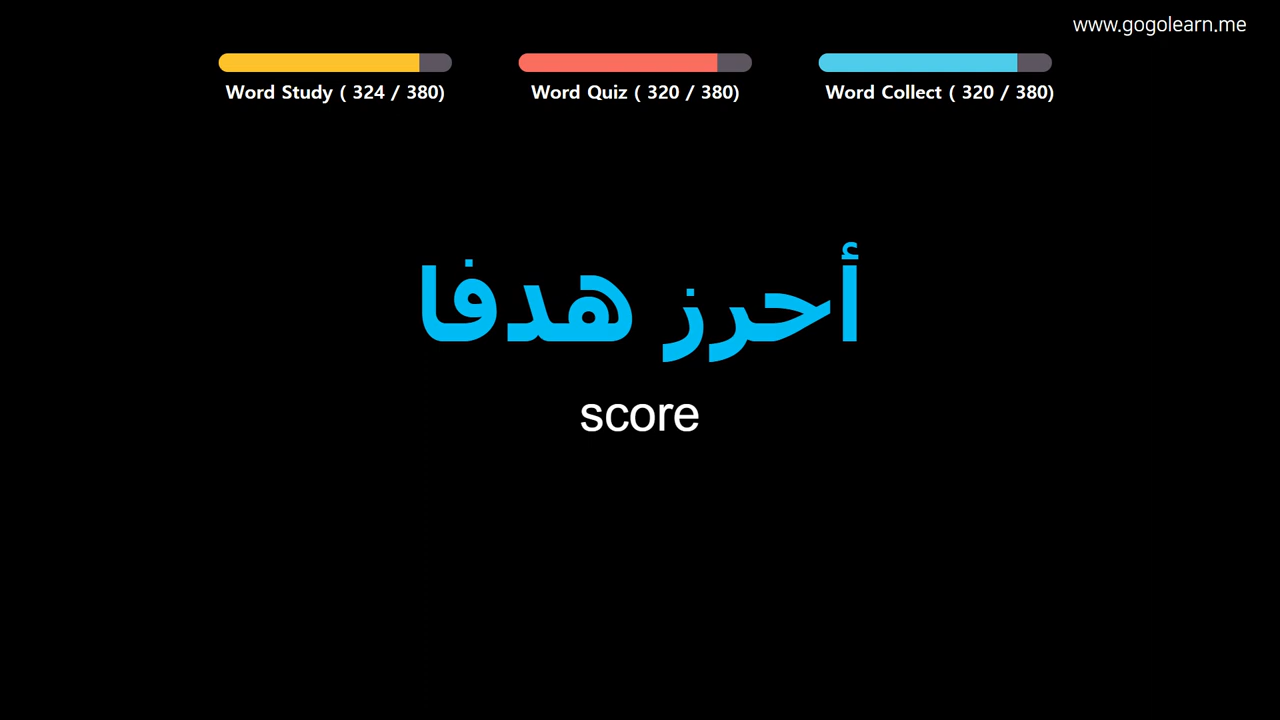 www.gogolearn.me
Word Study ( 324 / 380)
Word Quiz ( 320 / 380)
Word Collect ( 320 / 380)
أحرز هدفا
score